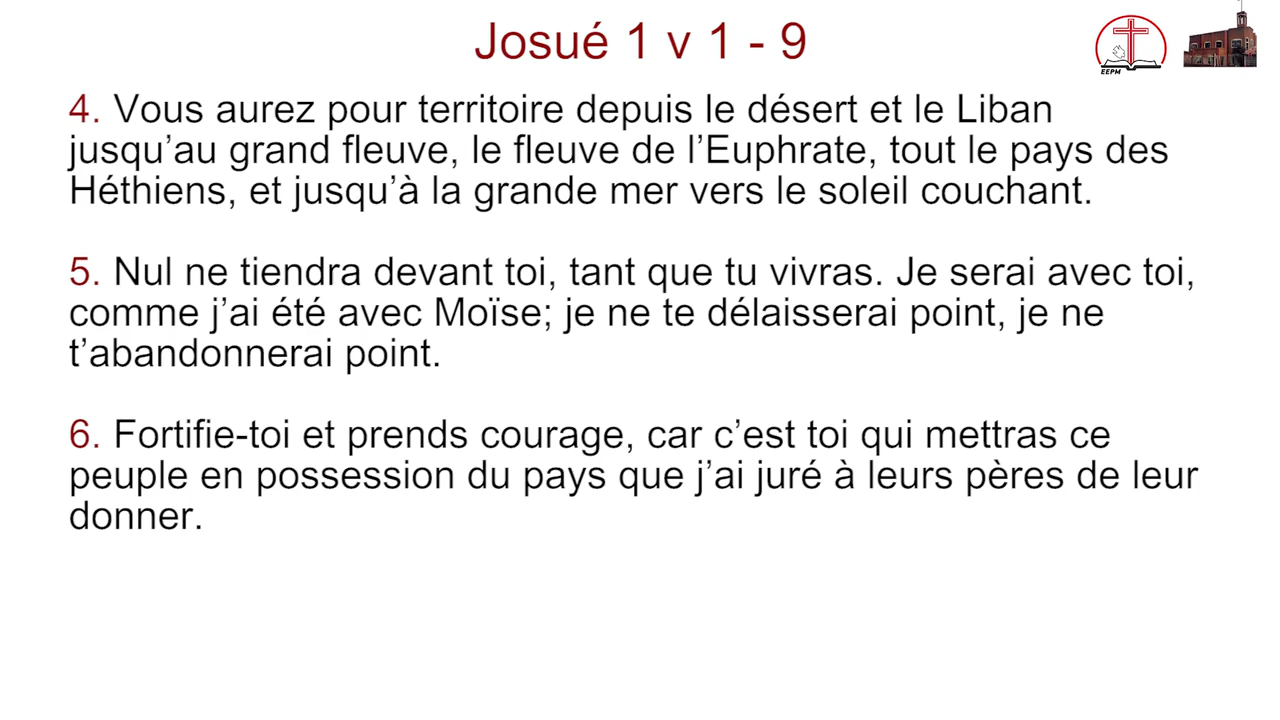 Josué 1 v 1 - 9
EEPM
4. Vous aurez pour territoire depuis le désert et le Liban
jusqu’au grand fleuve, le fleuve de l’Euphrate, tout le pays des
Héthiens, et jusqu’à la grande mer vers le soleil couchant.
5. Nul ne tiendra devant toi, tant que tu vivras. Je serai avec toi,
comme j’ai été avec Moïse; je ne te délaisserai point, je ne
t’abandonnerai point.
6. Fortifie-toi et prends courage, car c’est toi qui mettras ce
peuple en possession du pays que j’ai juré à leurs pères de leur
donner.